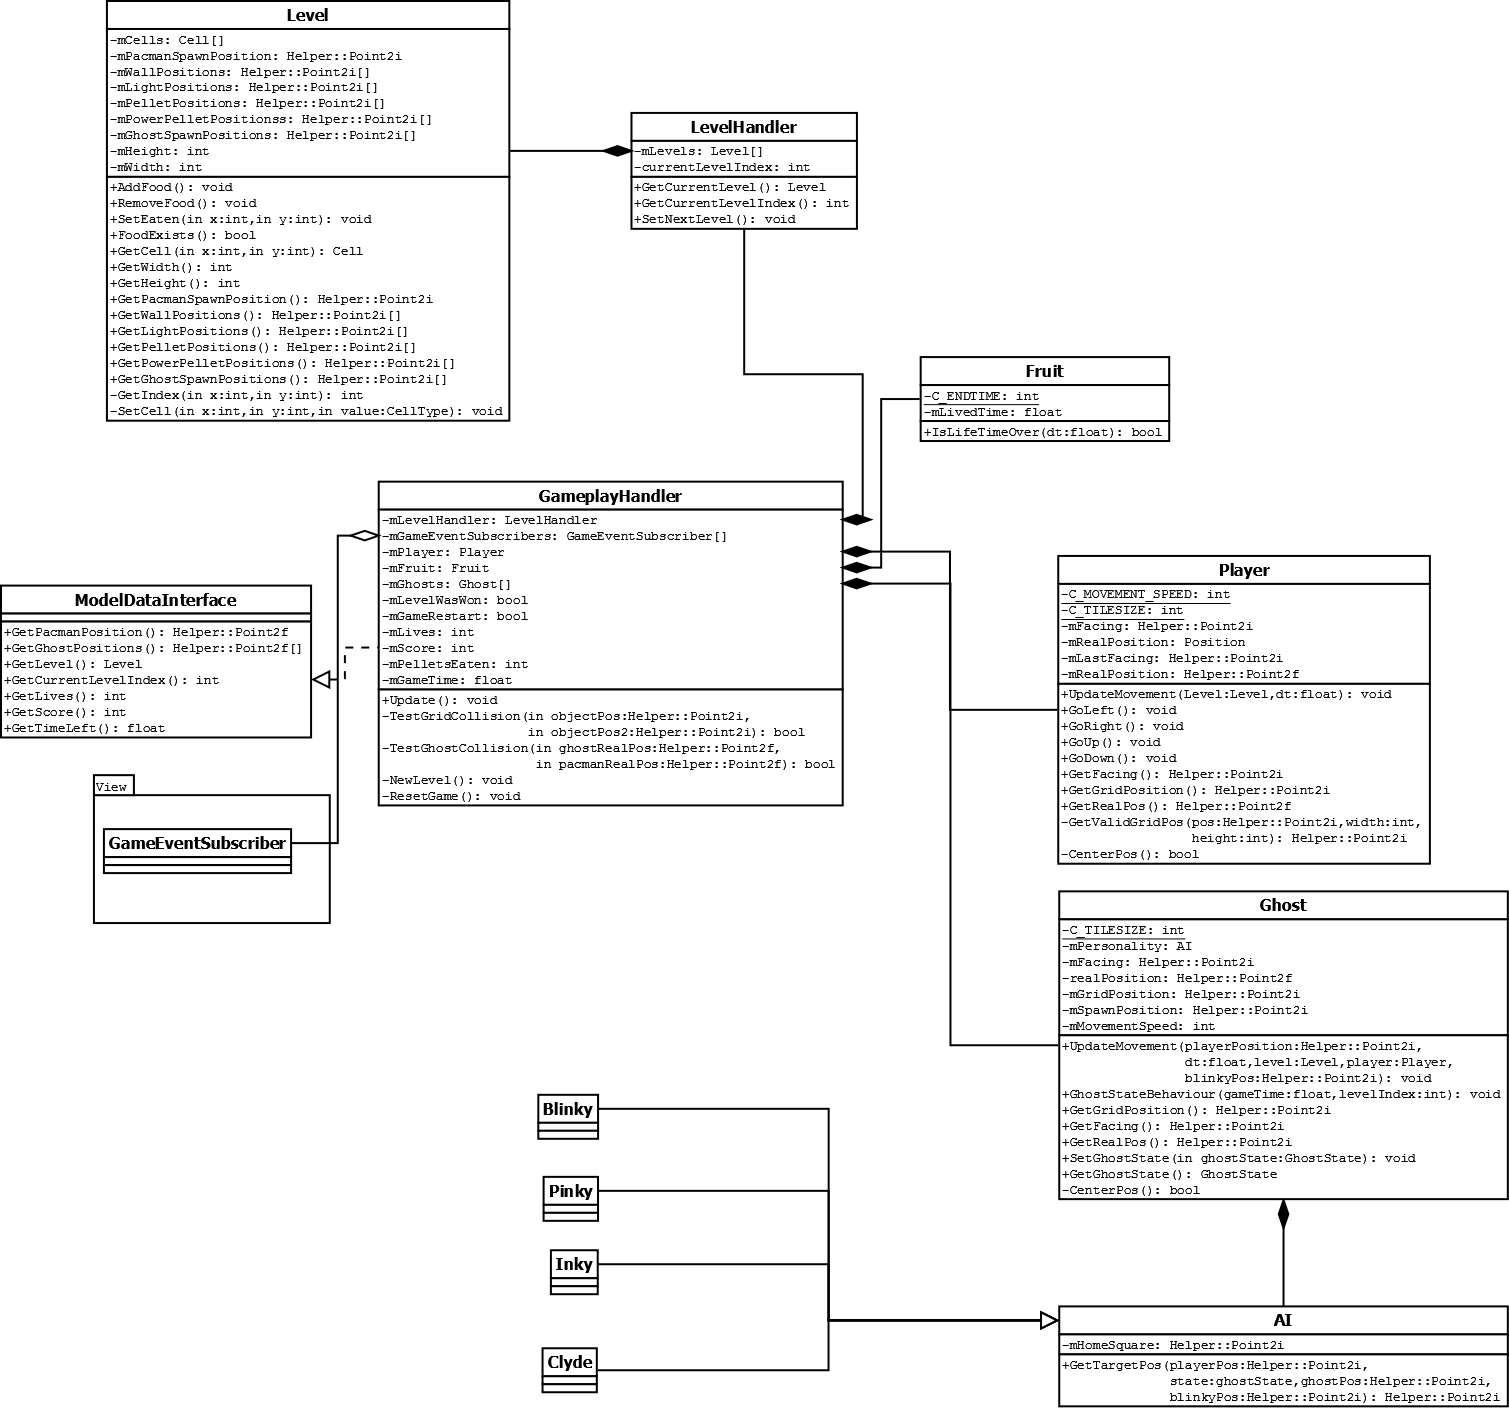 Level
-mCells: Cell[]
-mPacmanSpawnPosition: Helper::Point2i
-mWallPositions: Helper::Point2i[]
-mLightPositions: Helper::Point2i[]
-mPelletPositions: Helper::Point2i[]
-mPowerPelletPositionss: Helper::Point2i[]
-mGhostSpawnPositions: Helper::Point2i[]
-mHeight: int
-mWidth: int
+AddFood(): void
+RemoveFood(): void
+SetEaten(in x:int,in y:int): void
+FoodExists(): bool
+GetCell(in x:int,in y:int): Cell
+GetWidth(): int
+GetHeight(): int
+GetPacmanSpawnPosition(): Helper::Point2i
+GetWallPositions(): Helper::Point2i[]
+GetLightPositions(): Helper::Point2i[]
+GetPelletPositions(): Helper::Point2i[]
+GetPowerPelletPositions(): Helper::Point2i[]
+GetGhostSpawnPositions(): Helper::Point2i[]
-GetIndex(in x:int,in y:int): int
-SetCell(in x:int,in y:int,in value:CellType): void
LevelHandler
-mLevels: Level[]
-currentLevelIndex: int
+GetCurrentLevel(): Level
+GetCurrentLevelIndex(): int
+SetNextLevel(): void
Fruit
-C_ENDTIME: int
-mLivedTime: float
+IsLifeTimeOver(dt:float): bool
GameplayHandler
-mLevelHandler: LevelHandler
-mGameEventSubscribers: GameEventSubscriber[]
-mPlayer: Player
-mFruit: Fruit
-mGhosts: Ghost[]
-mLevelWasWon: bool
-mGameRestart: bool
-mLives: int
-mScore: int
-mPelletsEaten: int
-mGameTime: float
+Update(): void
-TestGridCollision(in objectPos:Helper::Point2i,
in objectPos2:Helper::Point2i): bool
-TestGhostCollision(in ghostRealPos:Helper::Point2f,
in pacmanRealPos:Helper::Point2f): bool
-NewLevel(): void
-ResetGame(): void
ModelDataInterface
+GetPacmanPosition(): Helper::Point2f
+GetGhostPositions(): Helper::Point2f[]
+GetLevel(): Level
+GetCurrentLevelIndex(): int
+GetLives(): int
+GetScore(): int
+GetTimeLeft(): float
View
GameEventSubscriber
Player
-C_MOVEMENT_SPEED: int
-C_TILESIZE: int
-mFacing: Helper::Point2i
-mRealPosition: Position
-mLastFacing: Helper::Point2i
-mRealPosition: Helper::Point2f
+UpdateMovement(Level:Level,dt:float): void
+GoLeft(): void
+GoRight(): void
+GoUp(): void
+GoDown(): void
+GetFacing(): Helper::Point2i
+GetGridPosition(): Helper::Point2i
+GetRealPos(): Helper::Point2f
-GetValidGridPos(pos:Helper::Point2i,width:int,
height:int): Helper::Point2i
-CenterPos(): bool
Ghost
-C_TILESIZE: int
-mPersonality: AI
-mFacing: Helper::Point2i
-realPosition: Helper::Point2f
-mGridPosition: Helper::Point2i
-mSpawnPosition: Helper::Point2i
-mMovementSpeed: int
+UpdateMovement(playerPosition:Helper::Point2i,
dt:float,level:Level,player:Player,
blinkyPos:Helper::Point2i): void
+GhostStateBehaviour(gameTime:float,levelIndex:int): void
+GetGridPosition(): Helper::Point2i
+GetFacing(): Helper::Point2i
+GetRealPos(): Helper::Point2i
+SetGhostState(in ghostState:GhostState): void
+GetGhostState(): GhostState
-CenterPos(): bool
Blinky
Pinky
Inky
Clyde
AI
-mHomeSquare: Helper::Point2i
+GetTargetPos(playerPos:Helper::Point2i,
state:ghostState,ghostPos:Helper::Point2i,
blinkyPos:Helper::Point2i): Helper::Point2i